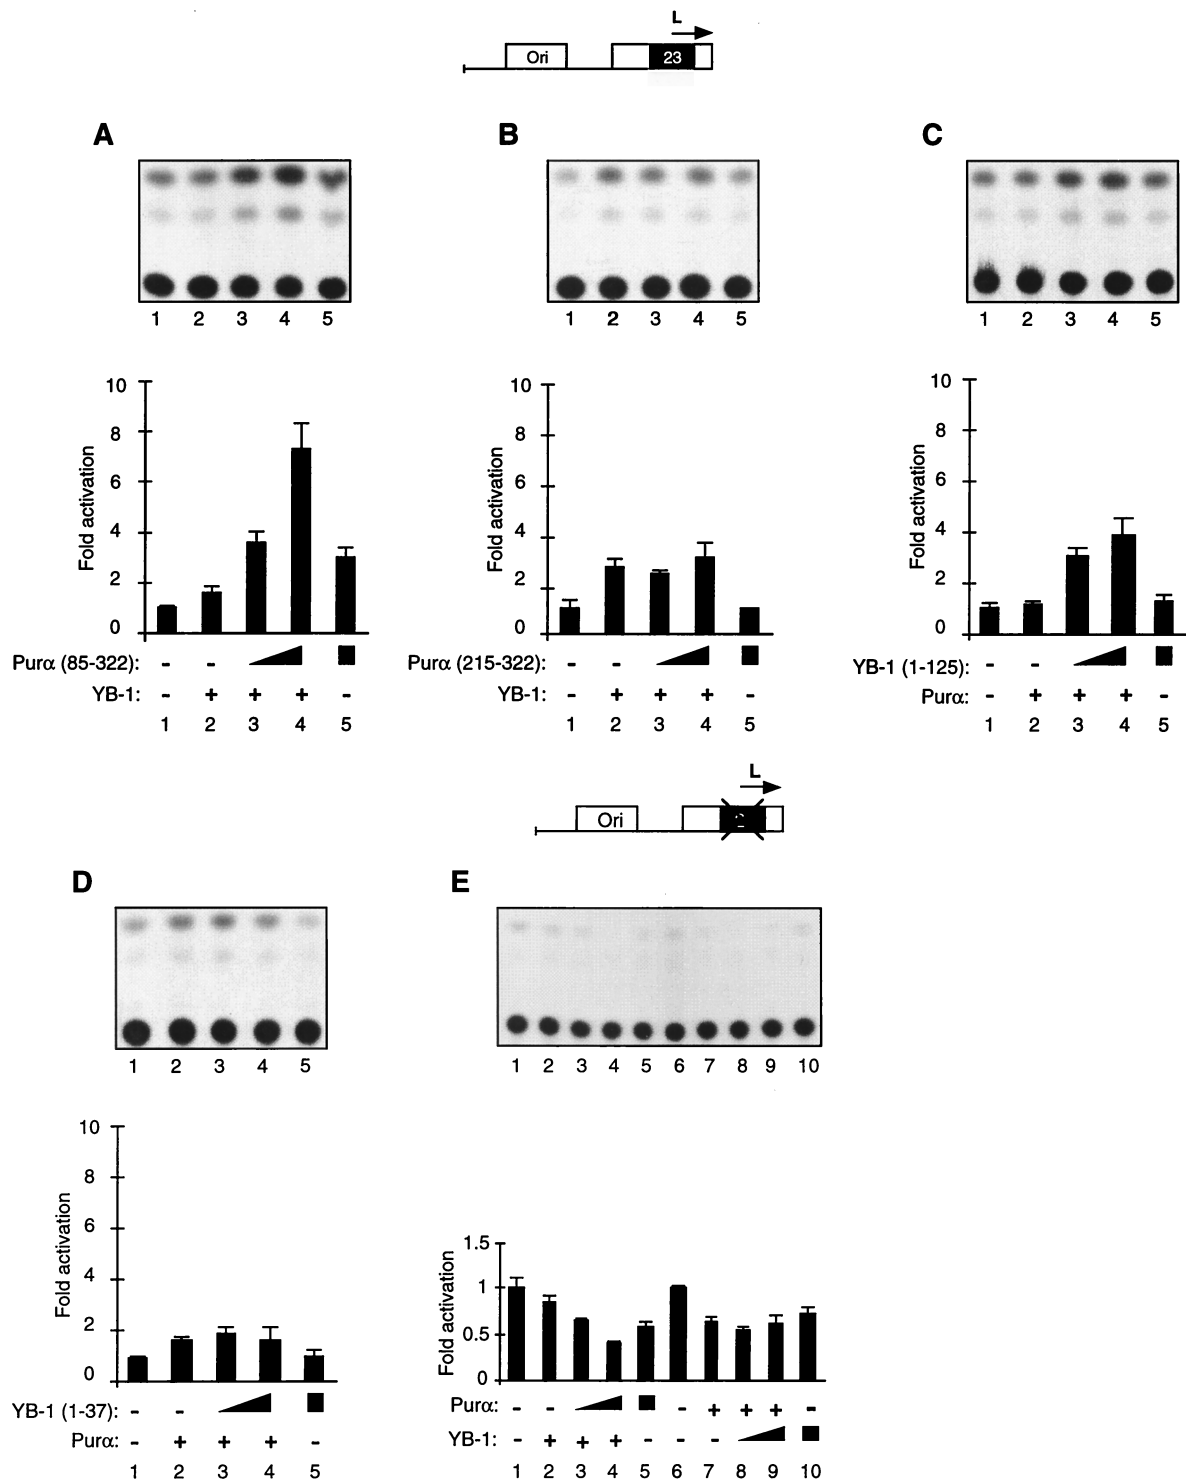 L
Ori 23
A B C
1 2 3 4 5
1 2 3 4 5
1 2 3 4 5
10
8
6
4
2
0
Fold activation
Purα (85-322): - -
YB-1: - + + + -
1 2 3 4 5
10
8
6
4
2
0
Fold activation
Purα (215-322): - -
YB-1: - + + + -
1 2 3 4 5
10
8
6
4
2
0
Fold activation
YB-1 (1-125): - -
Purα: - + + + -
1 2 3 4 5
L
Ori
D E
1 2 3 4 5
1 2 3 4 5 6 7 8 9 10
10
8
6
4
2
0
Fold activation
YB-1 (1-37): - -
Purα: - + + + -
1 2 3 4 5
1.5
1
0.5
0
Fold activation
Purα: - - - + + + -
YB-1: - + + + - - - 
1 2 3 4 5 6 7 8 9 10